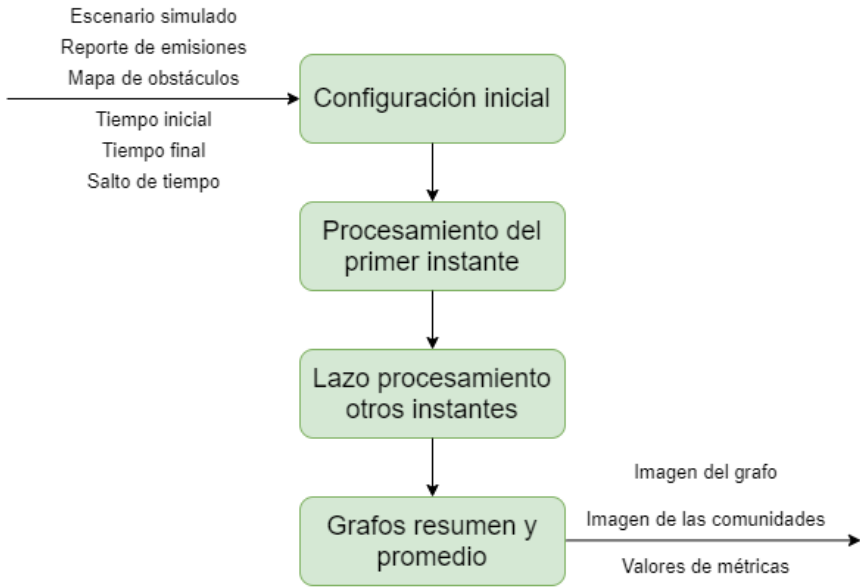 Escenario simulado
Reporte de emisiones
Mapa de obstáculos
Tiempo inicial
Tiempo final
Salto de tiempo
Configuración inicial
Procesamiento del
primer instante
Lazo procesamiento
otros instantes
Grafos resumen y
promedio
Imagen del grafo
Imagen de las comunidades
Valores de métricas